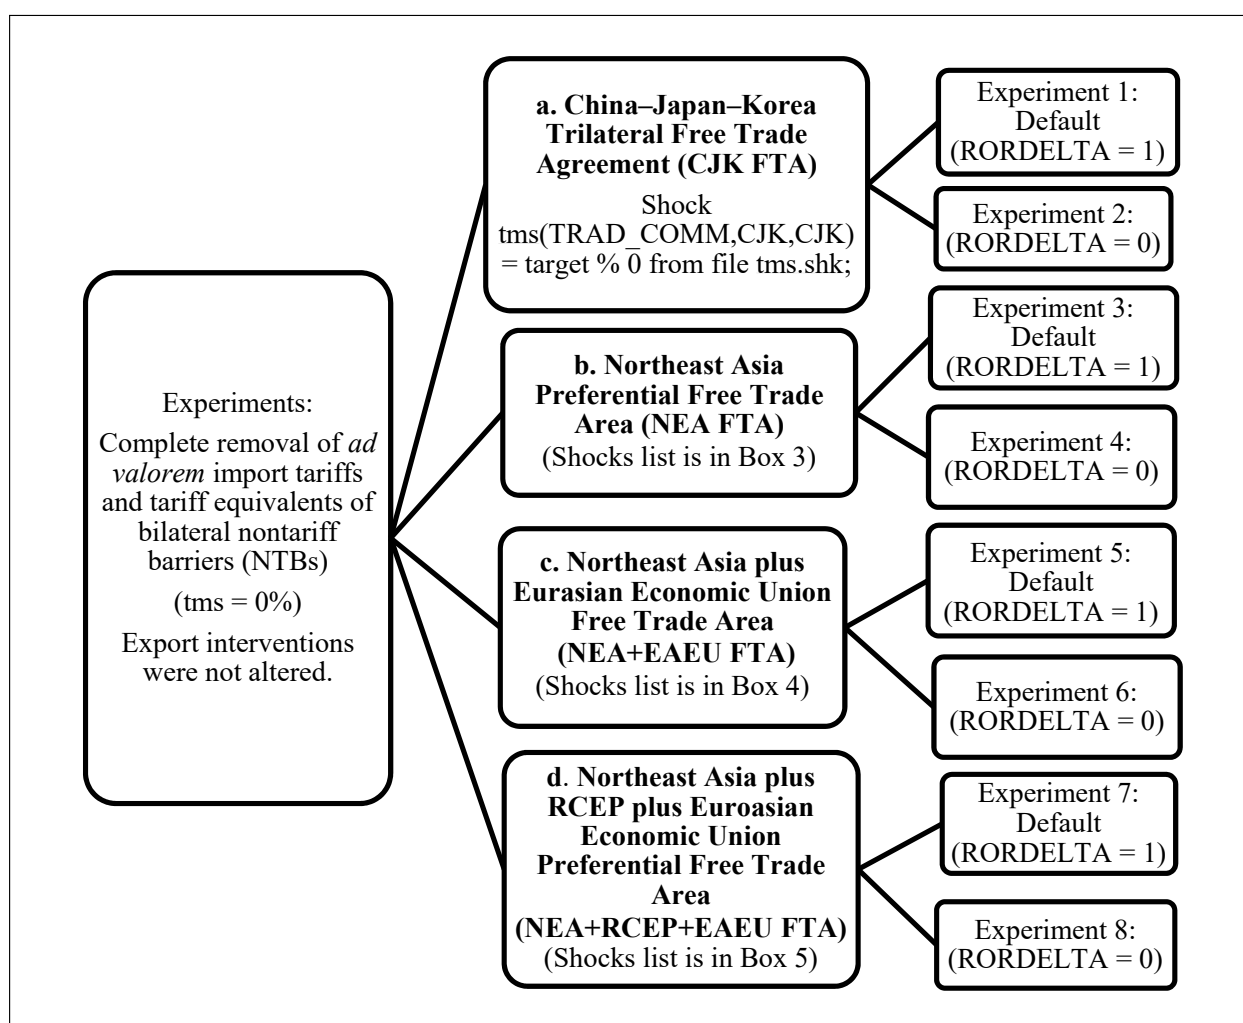 Experiments:
Complete removal of ad
valorem import tariffs
and tariff equivalents of
bilateral nontariff
barriers (NTBs)
(tms = 0%)
Export interventions
were not altered.
a. China–Japan–Korea
Trilateral Free Trade
Agreement (CJK FTA)
Shock
tms(TRAD_COMM,CJK,CJK)
= target % 0 from file tms.shk;
Experiment 1:
Default
(RORDELTA = 1)
Experiment 2:
(RORDELTA = 0)
b. Northeast Asia
Preferential Free Trade
Area (NEA FTA)
(Shocks list is in Box 3)
Experiment 3:
Default
(RORDELTA = 1)
Experiment 4:
(RORDELTA = 0)
c. Northeast Asia plus
Eurasian Economic Union
Free Trade Area
(NEA+EAEU FTA)
(Shocks list is in Box 4)
Experiment 5:
Default
(RORDELTA = 1)
Experiment 6:
(RORDELTA = 0)
d. Northeast Asia plus
RCEP plus Euroasian
Economic Union
Preferential Free Trade
Area
(NEA+RCEP+EAEU FTA)
(Shocks list is in Box 5)
Experiment 7:
Default
(RORDELTA = 1)
Experiment 8:
(RORDELTA = 0)